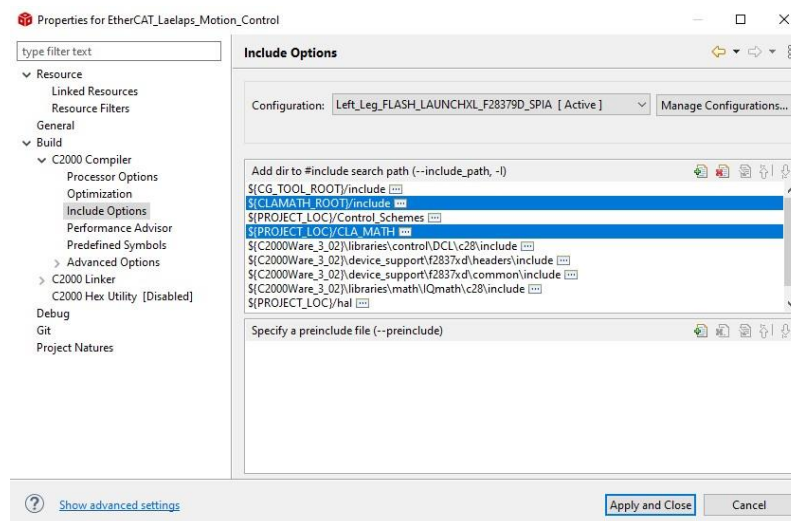 Properties for EtherCAT_Laelaps_Motion_Control
type filter text
Resource
Linked Resources
Resource Filters
General
Build
C2000 Compiler
Processor Options
Optimization
Include Options
Performance Advisor
Predefined Symbols
Advanced Options
C2000 Linker
C2000 Hex Utility [Disabled]
Debug
Git
Project Natures
Include Options
Configuration: Left_Leg_FLASH_LAUNCHXL_F28379D_SPIA [ Active ] Manage Configurations...
Add dir to #include search path (--include_path, -I)
${CG_TOOL_ROOT}/include
${CLAMATH_ROOT}/include
${PROJECT_LOC}/Control_Schemes
${PROJECT_LOC}/CLA_MATH
${C2000Ware_3_02}\libraries\control\DCL\c28\include
${C2000Ware_3_02}\device_support\f2837xd\headers\include
${C2000Ware_3_02}\device_support\f2837xd\common\include
${C2000Ware_3_02}\libraries\math\IQmath\c28\include
${PROJECT_LOC}/hal
Specify a preinclude file (--preinclude)
Show advanced settings
Apply and Close Cancel